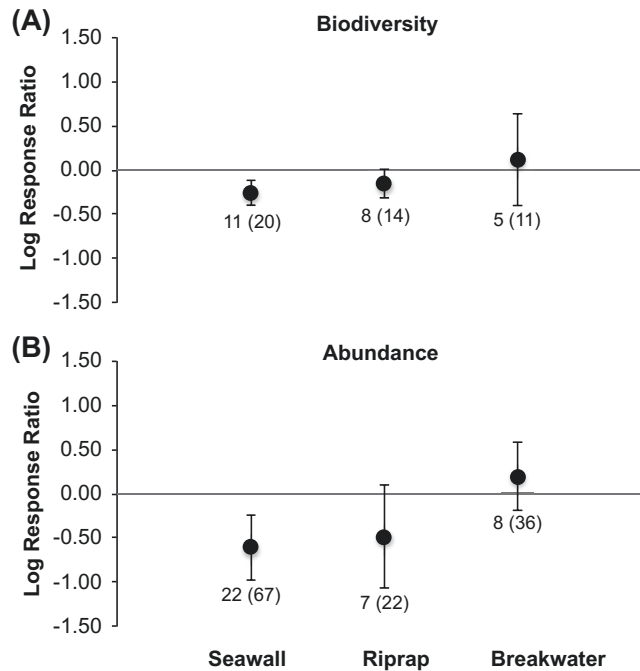 (A)
Biodiversity
1.50
1.00
0.50
0.00
-0.50
-1.00
-1.50
Log Response Ratio
11 (20)
8 (14)
5 (11)
(B)
Abundance
1.50
1.00
0.50
0.00
-0.50
-1.00
-1.50
Log Response Ratio
22 (67)
7 (22)
8 (36)
Seawall Riprap Breakwater